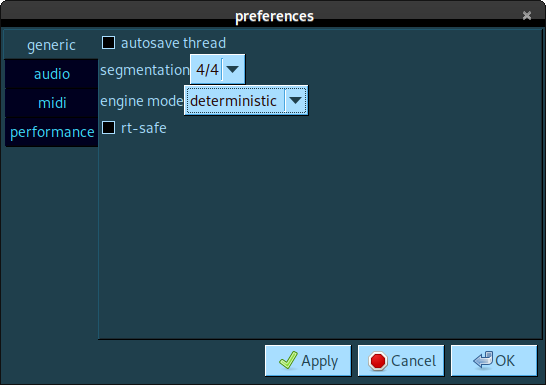 preferences
generic
autosave thread
audio
segmentation 4/4
midi
engine mode deterministic
performance
rt-safe
Apply Cancel OK